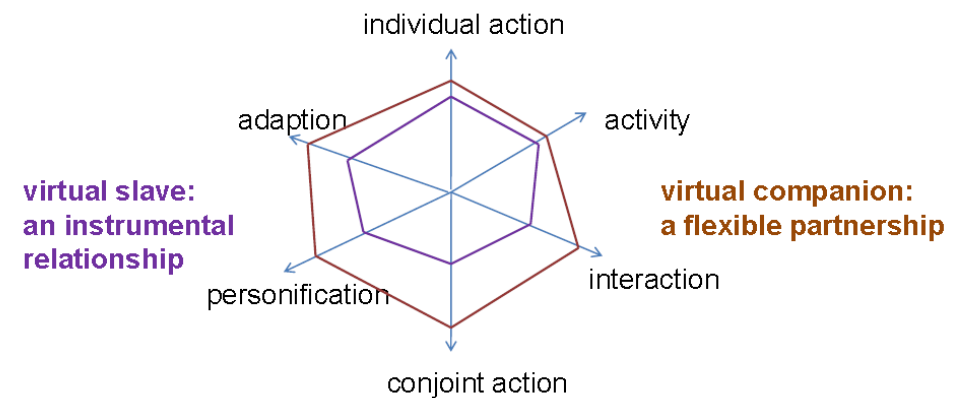 individual action
adaption
activity
virtual slave:
an instrumental
relationship
virtual companion:
a flexible partnership
personification
interaction
conjoint action